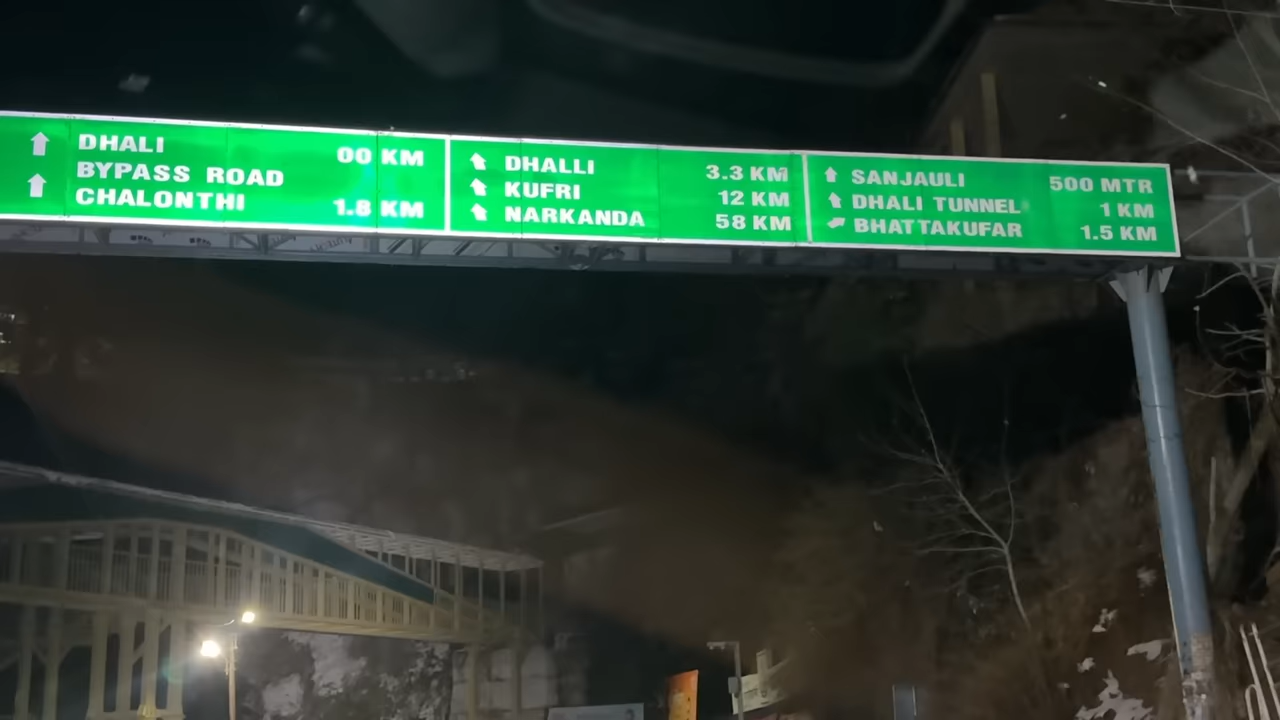 DHALI
BYPASS ROAD 00 KM
CHALONTHI 1.8 KM
DHALLI 3.3 KM
KUFRI 12 KM
NARKANDA 58 KM
SANJAULI 500 MTR
DHALI TUNNEL 1 KM
BHATTAKUFAR 1.5 KM